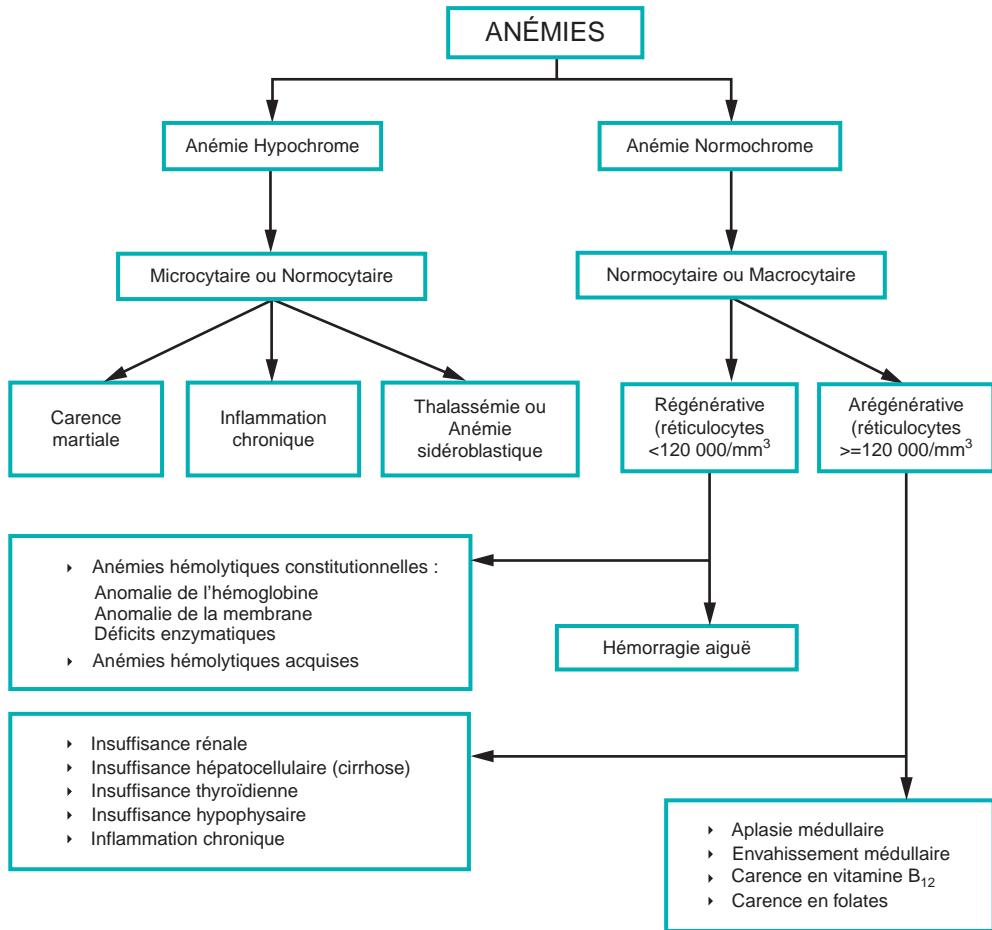 ANÉMIES
Anémie Hypochrome
Anémie Normochrome
Microcytaire ou Normocytaire
Normocytaire ou Macrocytaire
Carence
martiale
Inflammation
chronique
Thalassémie ou
Anémie
sidéroblastique
Régénérative
(réticulocytes
<120 000/mm³
Arégénérative
(réticulocytes
>=120 000/mm³
‣ Anémies hémolytiques constitutionnelles :
Anomalie de l'hémoglobine
Anomalie de la membrane
Déficits enzymatiques
‣ Anémies hémolytiques acquises
Hémorragie aiguë
‣ Insuffisance rénale
‣ Insuffisance hépatocellulaire (cirrhose)
‣ Insuffisance thyroïdienne
‣ Insuffisance hypophysaire
‣ Inflammation chronique
‣ Aplasie médullaire
‣ Envahissement médullaire
‣ Carence en vitamine B₁₂
‣ Carence en folates